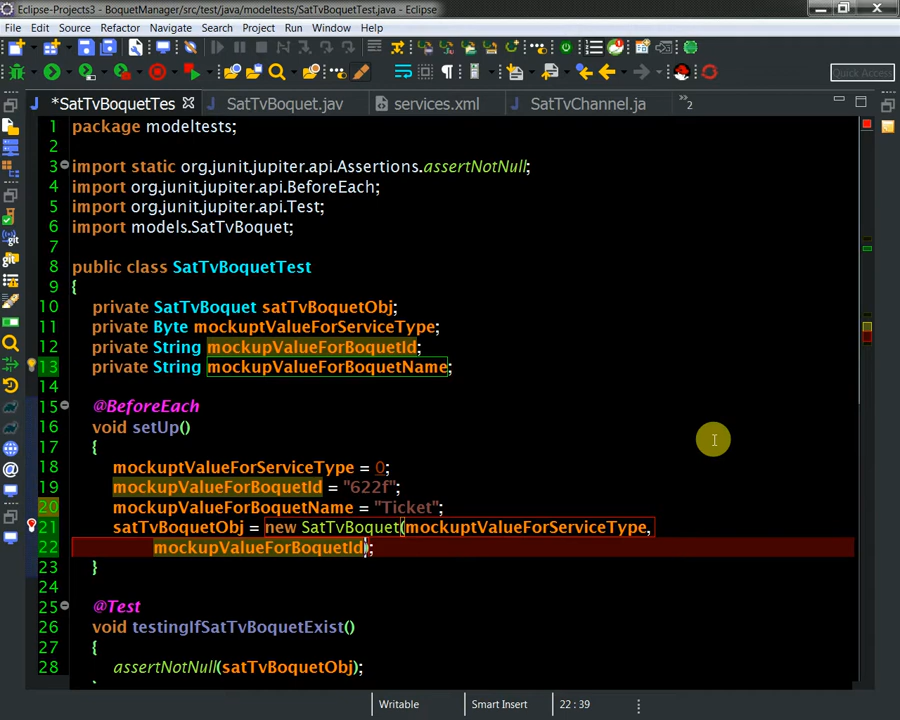 Eclipse-Projects3 - BoquetManager/src/test/java/modeltests/SatTvBoquetTest.java - Eclipse
File Edit Source Refactor Navigate Search Project Run Window Help
Quick Access
*SatTvBoquetTes SatTvBoquet.jav services.xml SatTvChannel.ja »2
1 package modeltests;
2
3 import static org.junit.jupiter.api.Assertions.assertNotNull;
4 import org.junit.jupiter.api.BeforeEach;
5 import org.junit.jupiter.api.Test;
6 import models.SatTvBoquet;
7
8 public class SatTvBoquetTest
9 {
10 private SatTvBoquet satTvBoquetObj;
11 private Byte mockuptValueForServiceType;
12 private String mockupValueForBoquetId;
13 private String mockupValueForBoquetName;
14
15 @BeforeEach
16 void setUp()
17 {
18 mockuptValueForServiceType = 0;
19 mockupValueForBoquetId = "622f";
20 mockupValueForBoquetName = "Ticket";
21 satTvBoquetObj = new SatTvBoquet(mockuptValueForServiceType,
22 mockupValueForBoquetId);
23 }
24
25 @Test
26 void testingIfSatTvBoquetExist()
27 {
28 assertNotNull(satTvBoquetObj);
Writable Smart Insert 22 : 39